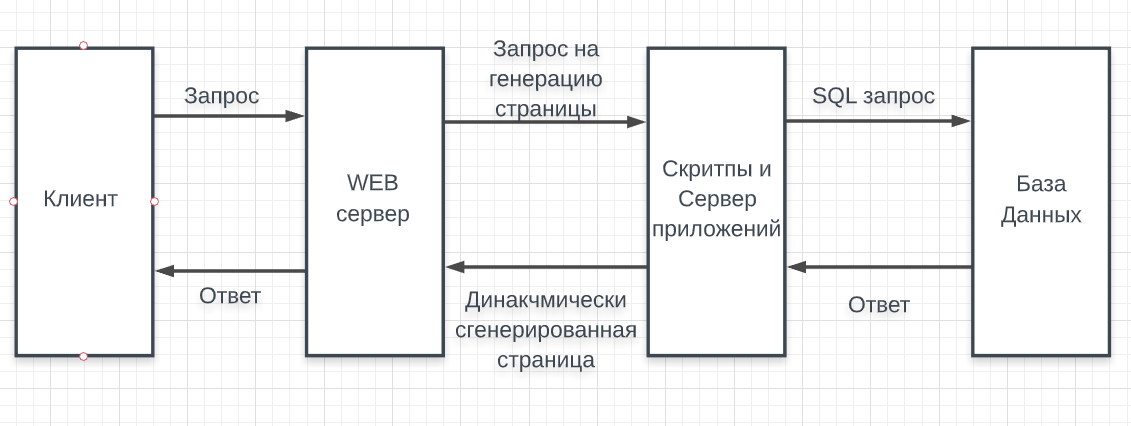 Клиент
Запрос
Ответ
WEB
сервер
Запрос на
генерацию
страницы
Динакчмически
сгенерированная
страница
Скритпы и
Сервер
приложений
SQL запрос
Ответ
База
Данных